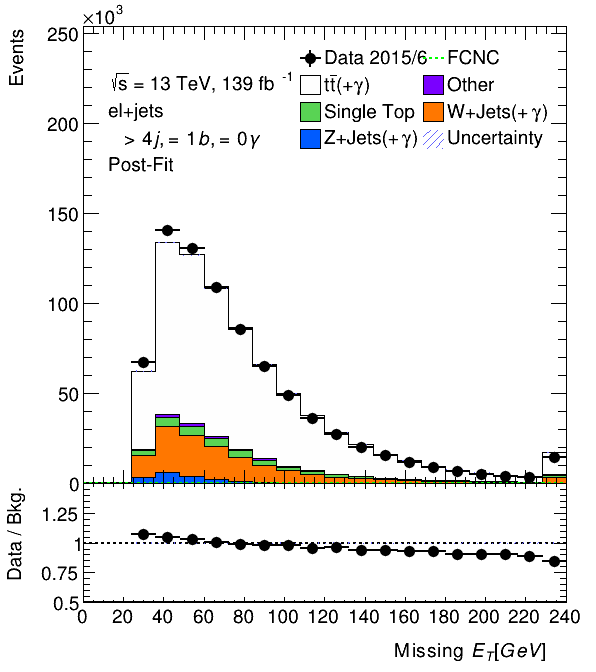 ×10³
Events
250
200
150
100
50
0
√s = 13 TeV, 139 fb⁻¹
el+jets
> 4j, = 1b, = 0γ
Post-Fit
Data 2015/6 FCNC
tt̄(+γ) Other
Single Top W+Jets(+γ)
Z+Jets(+γ) Uncertainty
Data / Bkg.
1.25
1
0.75
0.5
0 20 40 60 80 100 120 140 160 180 200 220 240
Missing E_T[GeV]